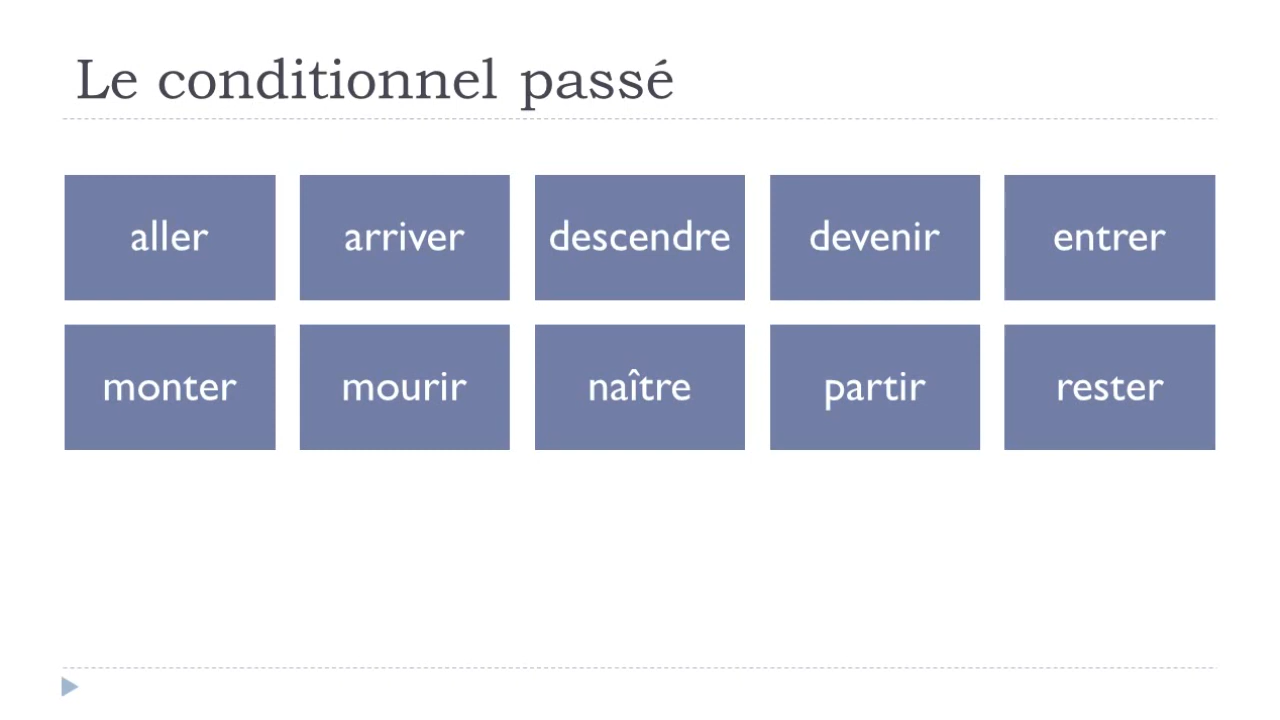 Le conditionnel passé
aller arriver descendre devenir entrer
monter mourir naître partir rester